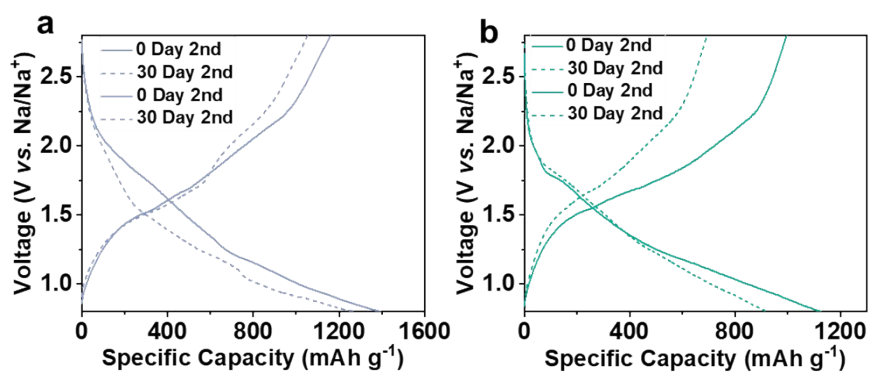 a
0 Day 2nd
30 Day 2nd
0 Day 2nd
30 Day 2nd
2.5
2.0
1.5
1.0
Voltage (V vs. Na/Na⁺)
0 400 800 1200 1600
Specific Capacity (mAh g⁻¹)
b
0 Day 2nd
30 Day 2nd
0 Day 2nd
30 Day 2nd
2.5
2.0
1.5
1.0
Voltage (V vs. Na/Na⁺)
0 400 800 1200
Specific Capacity (mAh g⁻¹)